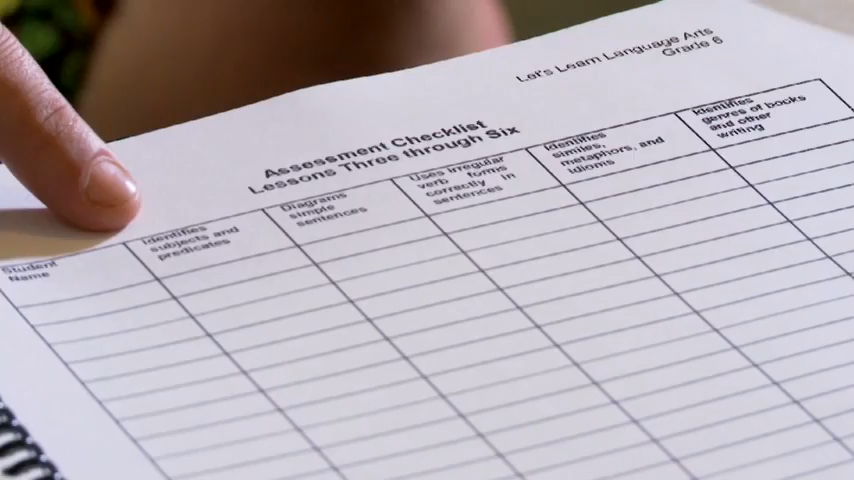 Let's Learn Language Arts
Grade 6
Assessment Checklist
Lessons Three through Six
Student
Name
Identifies
subjects and
predicates
Diagrams
simple
sentences
Uses irregular
verb forms
correctly in
sentences
Identifies
similes,
metaphors, and
idioms
Identifies
genres of books
and other
writing